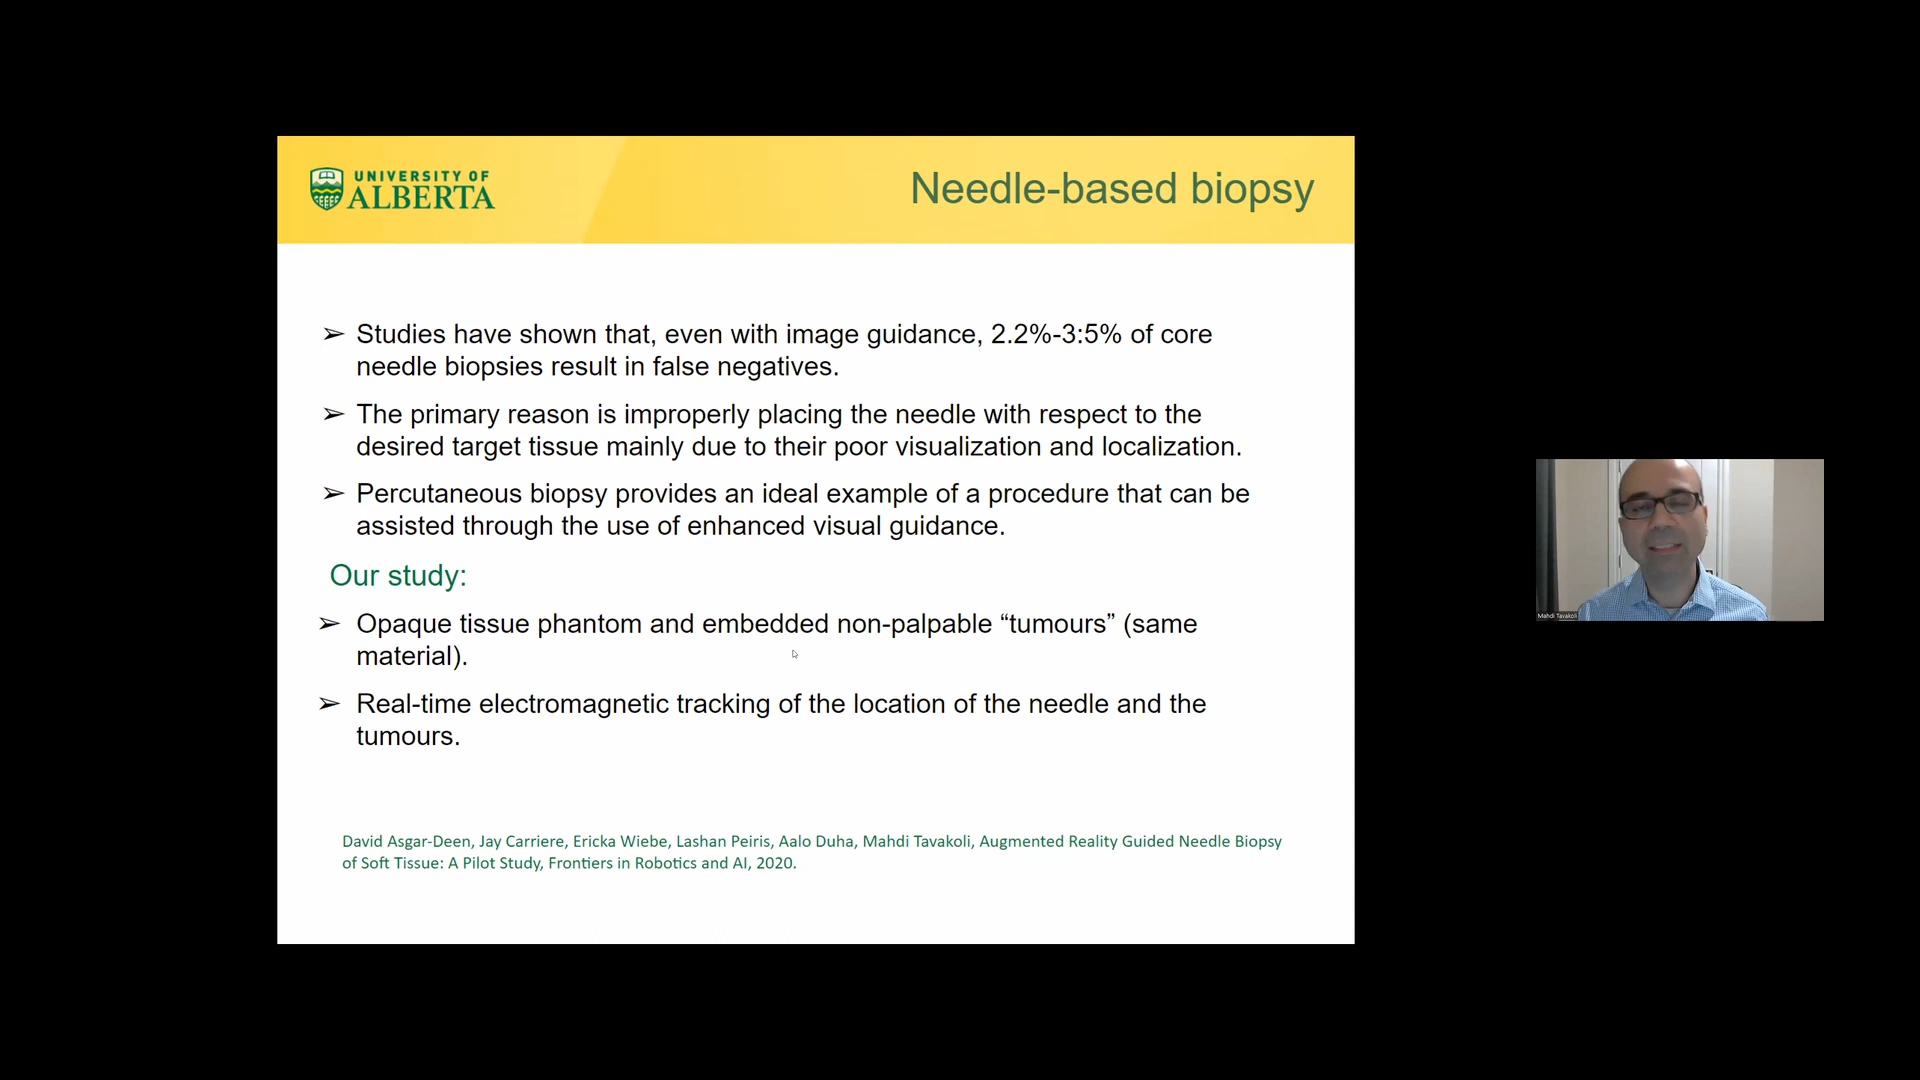 UNIVERSITY OF
ALBERTA
Needle-based biopsy
➢ Studies have shown that, even with image guidance, 2.2%-3:5% of core
needle biopsies result in false negatives.
➢ The primary reason is improperly placing the needle with respect to the
desired target tissue mainly due to their poor visualization and localization.
➢ Percutaneous biopsy provides an ideal example of a procedure that can be
assisted through the use of enhanced visual guidance.
Our study:
➢ Opaque tissue phantom and embedded non-palpable “tumours” (same
material).
➢ Real-time electromagnetic tracking of the location of the needle and the
tumours.
David Asgar-Deen, Jay Carriere, Ericka Wiebe, Lashan Peiris, Aalo Duha, Mahdi Tavakoli, Augmented Reality Guided Needle Biopsy
of Soft Tissue: A Pilot Study, Frontiers in Robotics and AI, 2020.
Mahdi Tavakoli